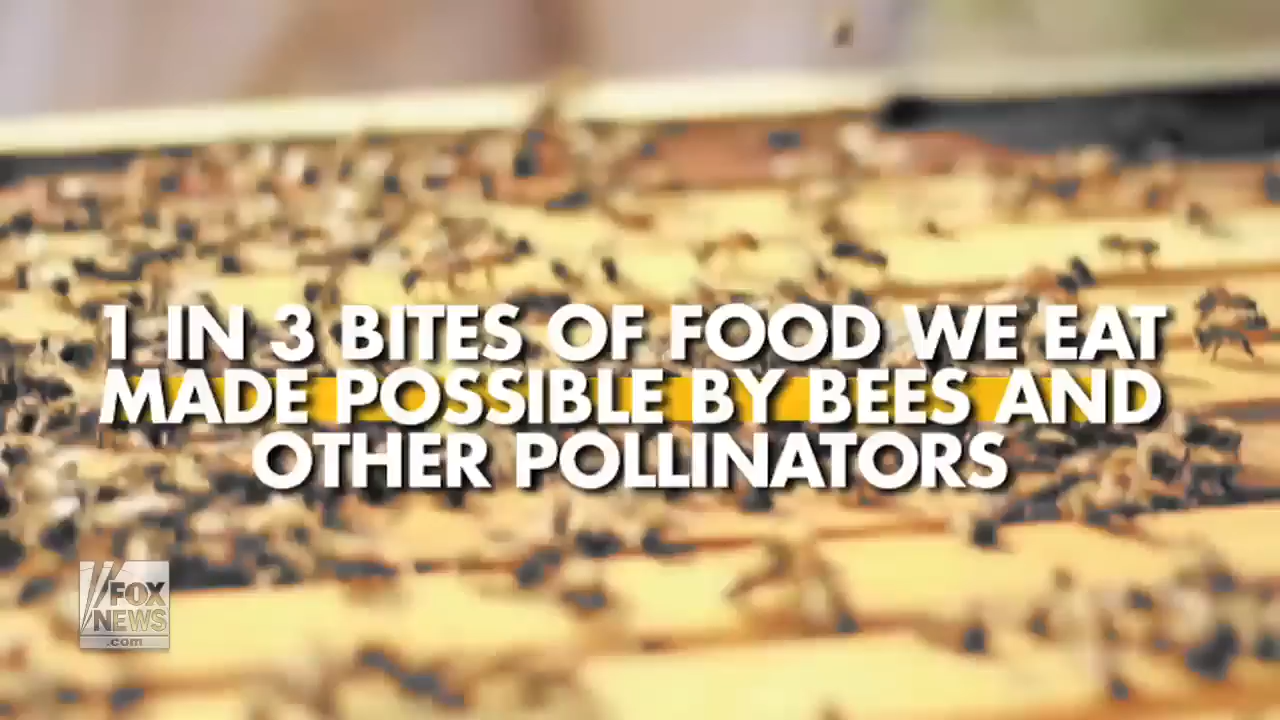 1 IN 3 BITES OF FOOD WE EAT
MADE POSSIBLE BY BEES AND
OTHER POLLINATORS
FOX
NEWS
.com